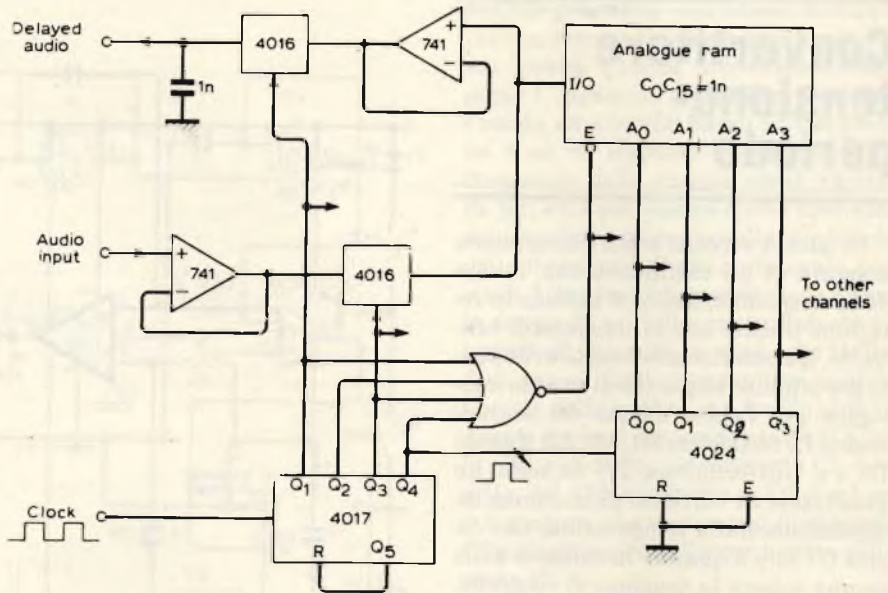 Delayed audio
4016
+
741
−
1n
Analogue ram
C₀C₁₅=1n
I/O
E
A₀ A₁ A₂ A₃
Audio input
+
741
−
4016
To other channels
Q₀ Q₁ Q₂ Q₃
4024
R E
Q₁ Q₂ Q₃ Q₄
4017
R Q₅
Clock